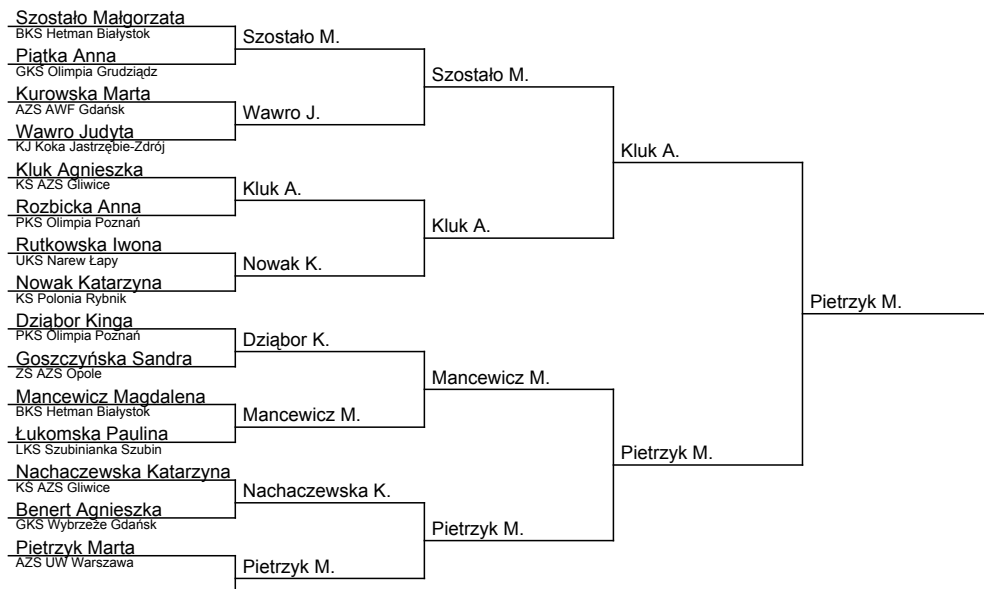 Szostało Małgorzata
BKS Hetman Białystok
Piątka Anna
GKS Olimpia Grudziądz
Kurowska Marta
AZS AWF Gdańsk
Wawro Judyta
KJ Koka Jastrzębie-Zdrój
Kluk Agnieszka
KS AZS Gliwice
Rozbicka Anna
PKS Olimpia Poznań
Rutkowska Iwona
UKS Narew Łapy
Nowak Katarzyna
KS Polonia Rybnik
Dziąbor Kinga
PKS Olimpia Poznań
Goszczyńska Sandra
ZS AZS Opole
Mancewicz Magdalena
BKS Hetman Białystok
Łukomska Paulina
LKS Szubinianka Szubin
Nachaczewska Katarzyna
KS AZS Gliwice
Benert Agnieszka
GKS Wybrzeże Gdańsk
Pietrzyk Marta
AZS UW Warszawa
Szostało M.
Wawro J.
Kluk A.
Nowak K.
Dziąbor K.
Mancewicz M.
Nachaczewska K.
Pietrzyk M.
Szostało M.
Kluk A.
Mancewicz M.
Pietrzyk M.
Kluk A.
Pietrzyk M.
Pietrzyk M.